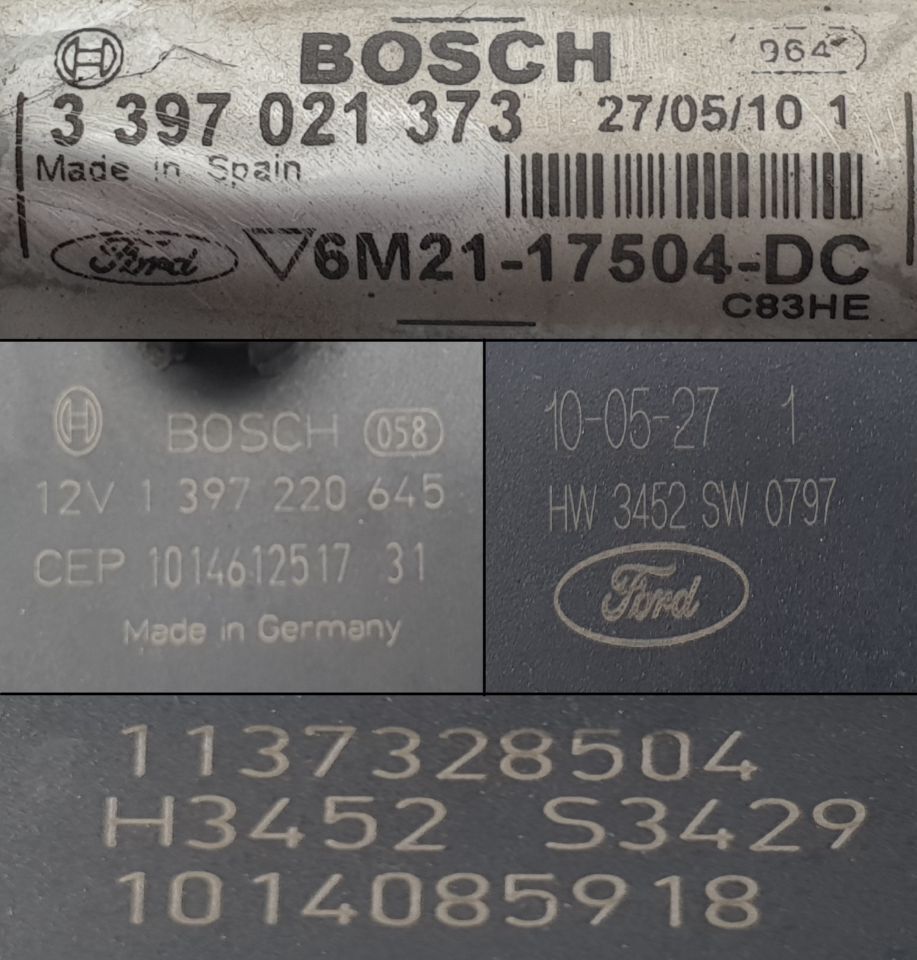 BOSCH 964
3 397 021 373 27/05/10 1
Made in Spain
Ford 6M21-17504-DC
C83HE
BOSCH 058
12V 1 397 220 645
CEP 1014612517 31
Made in Germany
10-05-27 1
HW 3452 SW 0797
Ford
1137328504
H3452 S3429
1014085918